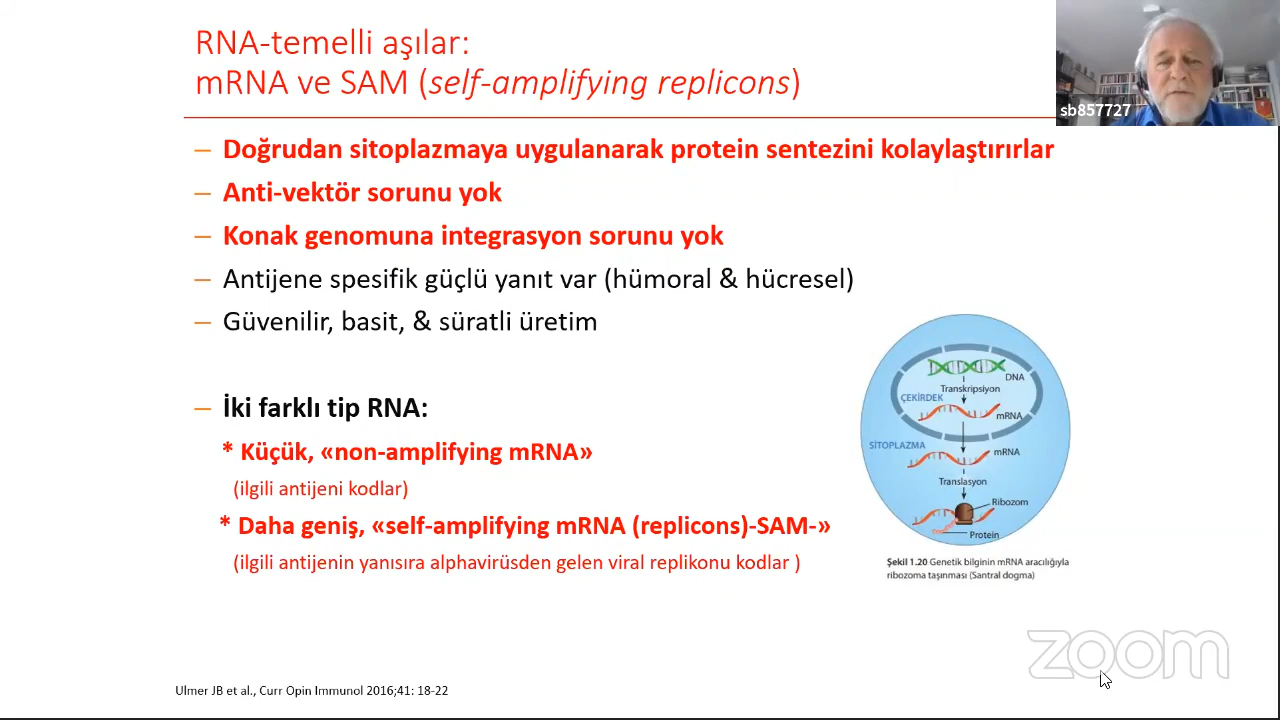 RNA-temelli aşılar:
mRNA ve SAM (self-amplifying replicons)
sb857727
– Doğrudan sitoplazmaya uygulanarak protein sentezini kolaylaştırırlar
– Anti-vektör sorunu yok
– Konak genomuna integrasyon sorunu yok
– Antijene spesifik güçlü yanıt var (hümoral & hücresel)
– Güvenilir, basit, & süratli üretim
– İki farklı tip RNA:
* Küçük, «non-amplifying mRNA»
(ilgili antijeni kodlar)
* Daha geniş, «self-amplifying mRNA (replicons)-SAM-»
(ilgili antijenin yanısıra alphavirüsden gelen viral replikonu kodlar )
DNA
Transkripsiyon
ÇEKİRDEK
mRNA
SİTOPLAZMA
mRNA
Translasyon
Ribozom
Protein
Şekil 1.20 Genetik bilginin mRNA aracılığıyla
ribozoma taşınması (Santral dogma)
zoom
Ulmer JB et al., Curr Opin Immunol 2016;41: 18-22